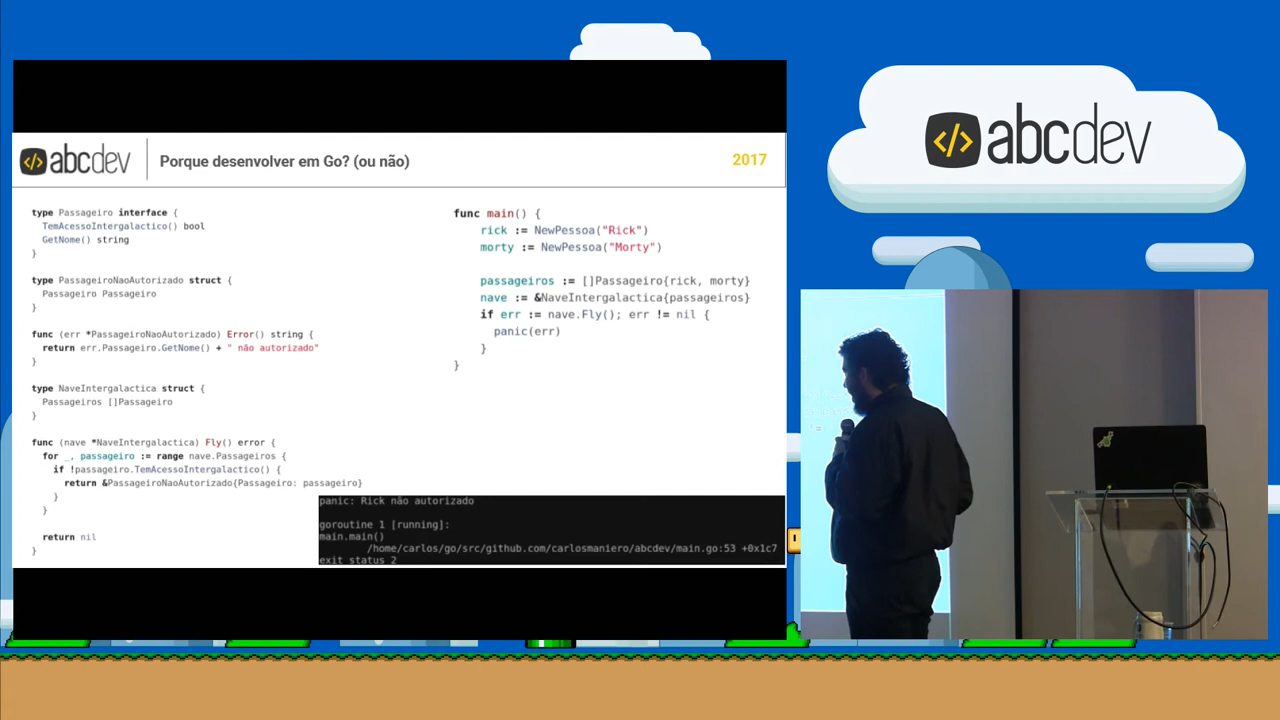 </> abcdev
Porque desenvolver em Go? (ou não)
2017
type Passageiro interface {
TemAcessoIntergalactico() bool
GetNome() string
}
type PassageiroNaoAutorizado struct {
Passageiro Passageiro
}
func (err *PassageiroNaoAutorizado) Error() string {
return err.Passageiro.GetNome() + " não autorizado"
}
type NaveIntergalactica struct {
Passageiros []Passageiro
}
func (nave *NaveIntergalactica) Fly() error {
for _, passageiro := range nave.Passageiros {
if !passageiro.TemAcessoIntergalactico() {
return &PassageiroNaoAutorizado{Passageiro: passageiro}
}
}
return nil
}
func main() {
rick := NewPessoa("Rick")
morty := NewPessoa("Morty")
passageiros := []Passageiro{rick, morty}
nave := &NaveIntergalactica{passageiros}
if err := nave.Fly(); err != nil {
panic(err)
}
}
panic: Rick não autorizado
goroutine 1 [running]:
main.main()
/home/carlos/go/src/github.com/carlosmaniero/abcdev/main.go:53 +0x1c7
exit status 2
</> abcdev